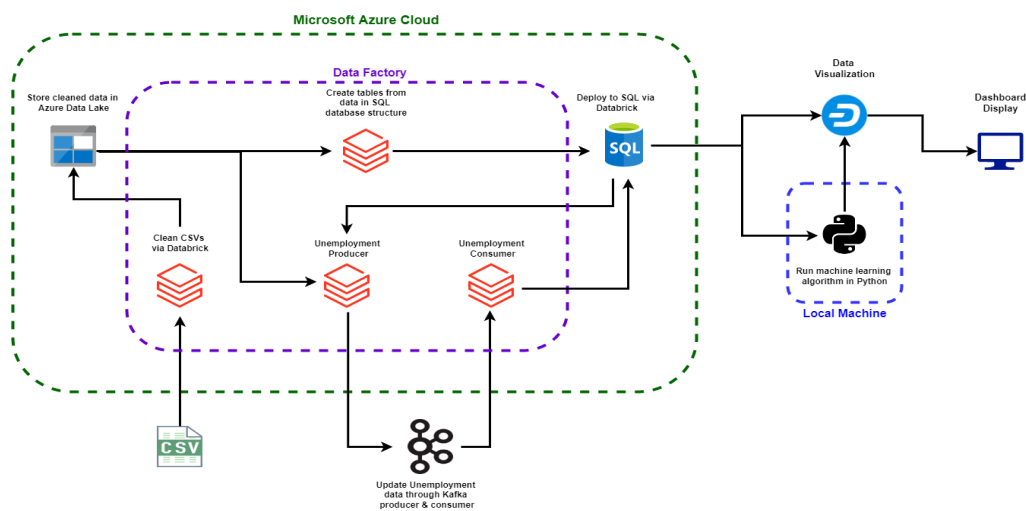 Microsoft Azure Cloud
Data Factory
Store cleaned data in
Azure Data Lake
Create tables from
data in SQL
database structure
Deploy to SQL via
Databrick
SQL
Data
Visualization
Dashboard
Display
Clean CSVs
via Databrick
Unemployment
Producer
Unemployment
Consumer
Run machine learning
algorithm in Python
Local Machine
CSV
Update Unemployment
data through Kafka
producer & consumer